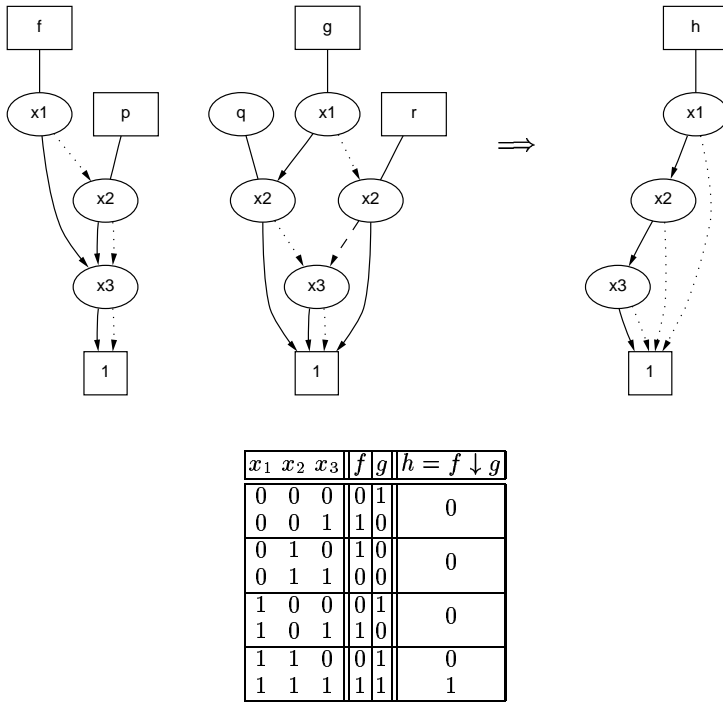 f g h
x1 p q x1 r x1
⟹
x2 x2 x2 x2
x3 x3 x3
1 1 1
x₁ x₂ x₃ f g h = f ↓ g
0 0 0 0 1 0
0 0 1 1 0
0 1 0 1 0 0
0 1 1 0 0
1 0 0 0 1 0
1 0 1 1 0
1 1 0 0 1 0
1 1 1 1 1 1